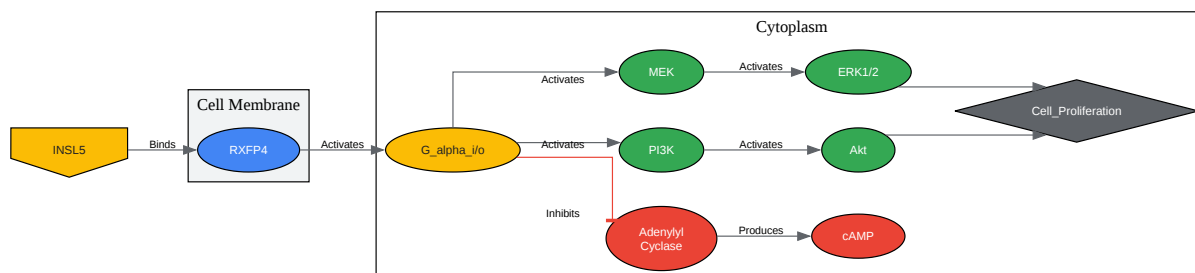 Cytoplasm
Cell Membrane
INSL5
Binds
RXFP4
Activates
G_alpha_i/o
Activates
MEK
Activates
ERK1/2
Cell_Proliferation
Activates
PI3K
Activates
Akt
Inhibits
Adenylyl
Cyclase
Produces
cAMP